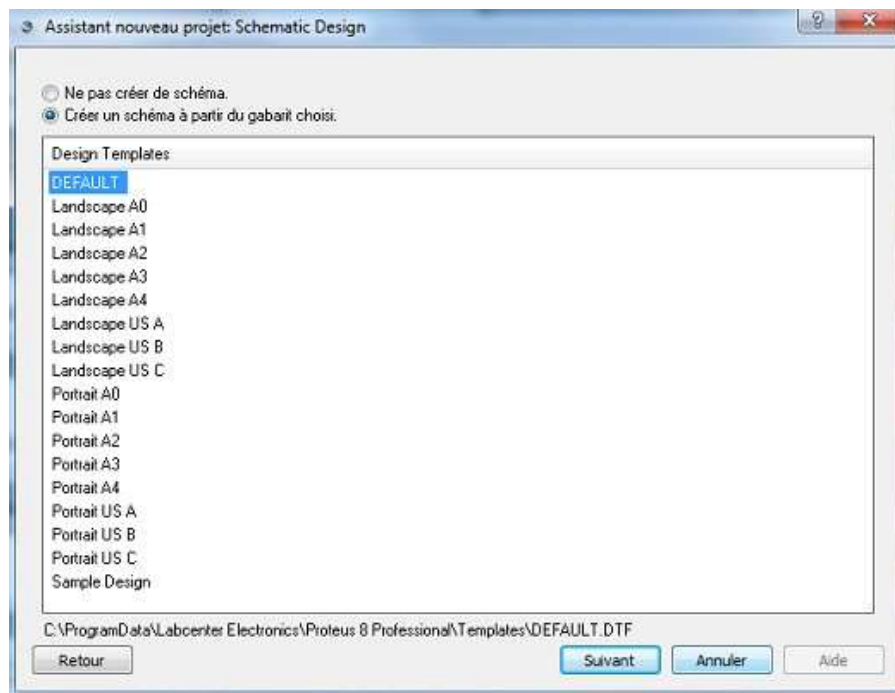 Assistant nouveau projet: Schematic Design
Ne pas créer de schéma.
Créer un schéma à partir du gabarit choisi.
Design Templates
DEFAULT
Landscape A0
Landscape A1
Landscape A2
Landscape A3
Landscape A4
Landscape US A
Landscape US B
Landscape US C
Portrait A0
Portrait A1
Portrait A2
Portrait A3
Portrait A4
Portrait US A
Portrait US B
Portrait US C
Sample Design
C:\ProgramData\Labcenter Electronics\Proteus 8 Professional\Templates\DEFAULT.DTF
Retour Suivant Annuler Aide